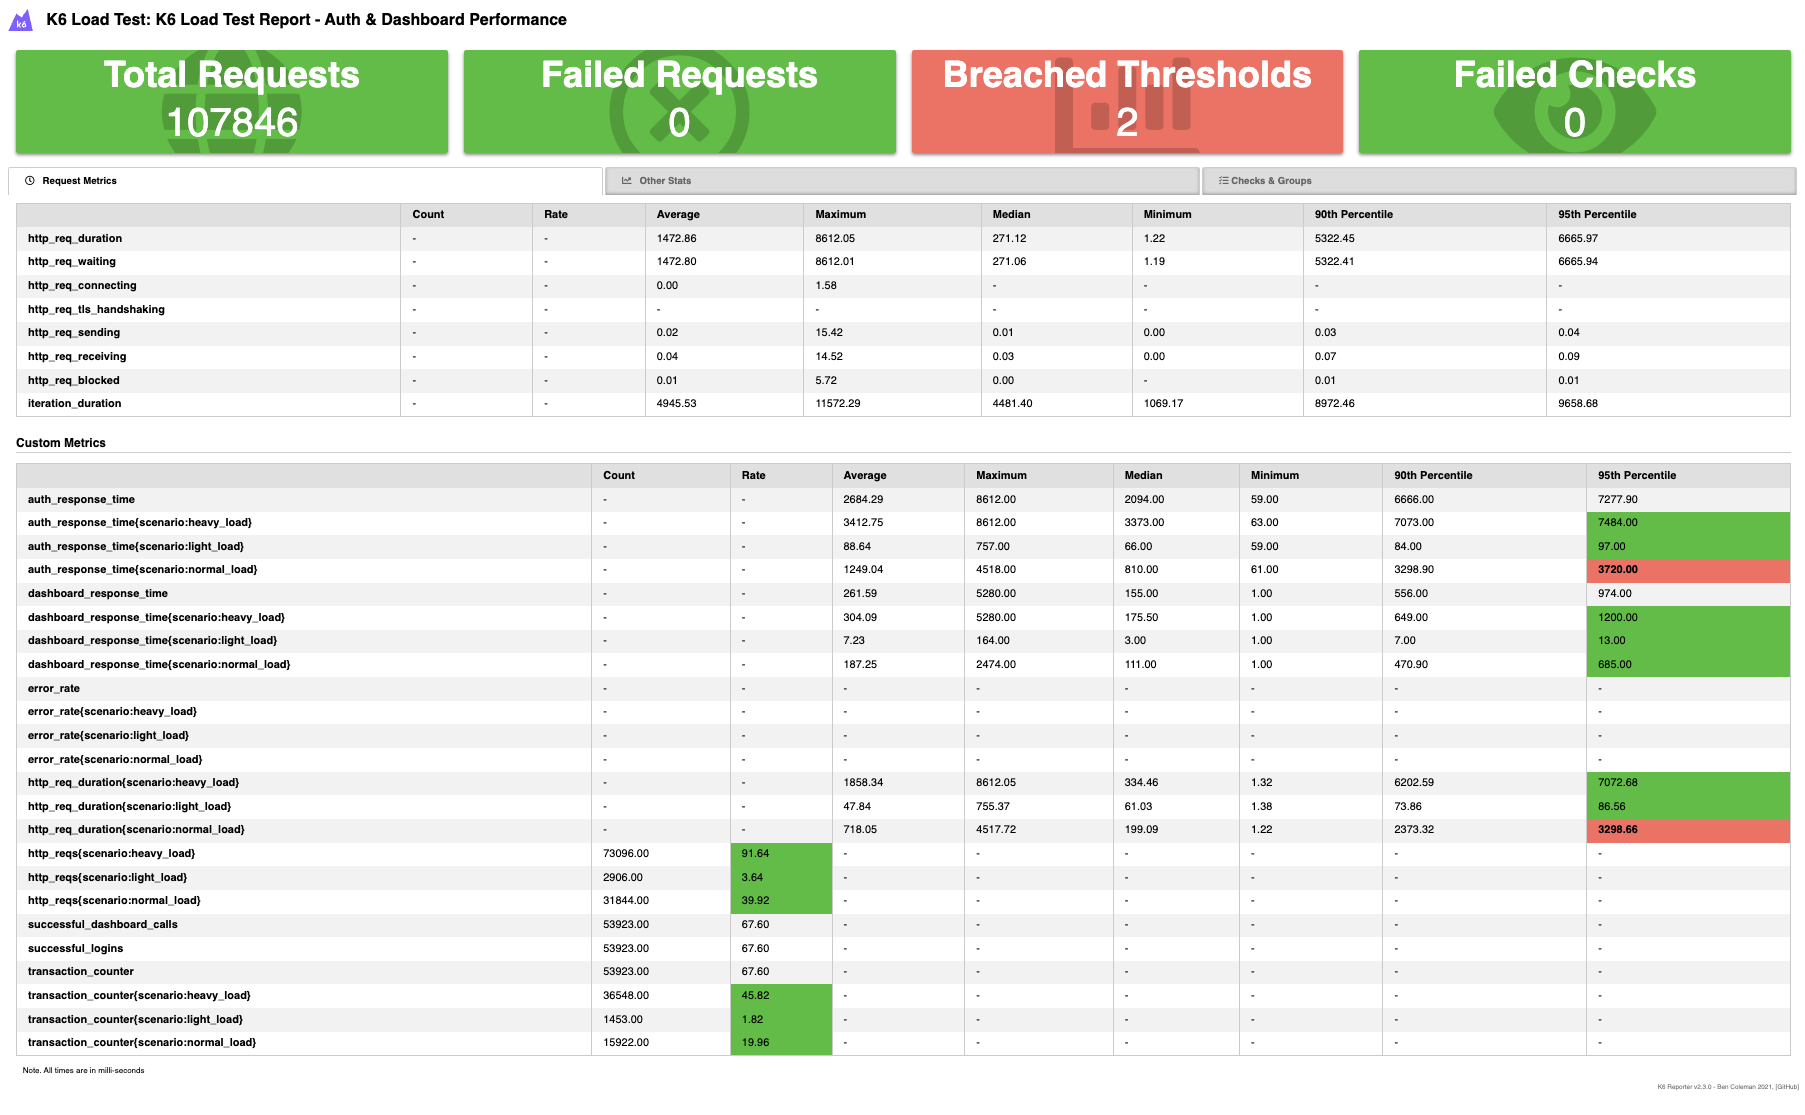 k6 K6 Load Test: K6 Load Test Report - Auth & Dashboard Performance
Total Requests
107846
Failed Requests
0
Breached Thresholds
2
Failed Checks
0
Request Metrics Other Stats Checks & Groups
Count Rate Average Maximum Median Minimum 90th Percentile 95th Percentile
http_req_duration - - 1472.86 8612.05 271.12 1.22 5322.45 6665.97
http_req_waiting - - 1472.80 8612.01 271.06 1.19 5322.41 6665.94
http_req_connecting - - 0.00 1.58 - - - -
http_req_tls_handshaking - - - - - - - -
http_req_sending - - 0.02 15.42 0.01 0.00 0.03 0.04
http_req_receiving - - 0.04 14.52 0.03 0.00 0.07 0.09
http_req_blocked - - 0.01 5.72 0.00 - 0.01 0.01
iteration_duration - - 4945.53 11572.29 4481.40 1069.17 8972.46 9658.68
Custom Metrics
Count Rate Average Maximum Median Minimum 90th Percentile 95th Percentile
auth_response_time - - 2684.29 8612.00 2094.00 59.00 6666.00 7277.90
auth_response_time{scenario:heavy_load} - - 3412.75 8612.00 3373.00 63.00 7073.00 7484.00
auth_response_time{scenario:light_load} - - 88.64 757.00 66.00 59.00 84.00 97.00
auth_response_time{scenario:normal_load} - - 1249.04 4518.00 810.00 61.00 3298.90 3720.00
dashboard_response_time - - 261.59 5280.00 155.00 1.00 556.00 974.00
dashboard_response_time{scenario:heavy_load} - - 304.09 5280.00 175.50 1.00 649.00 1200.00
dashboard_response_time{scenario:light_load} - - 7.23 164.00 3.00 1.00 7.00 13.00
dashboard_response_time{scenario:normal_load} - - 187.25 2474.00 111.00 1.00 470.90 685.00
error_rate - - - - - - - -
error_rate{scenario:heavy_load} - - - - - - - -
error_rate{scenario:light_load} - - - - - - - -
error_rate{scenario:normal_load} - - - - - - - -
http_req_duration{scenario:heavy_load} - - 1858.34 8612.05 334.46 1.32 6202.59 7072.68
http_req_duration{scenario:light_load} - - 47.84 755.37 61.03 1.38 73.86 86.56
http_req_duration{scenario:normal_load} - - 718.05 4517.72 199.09 1.22 2373.32 3298.66
http_reqs{scenario:heavy_load} 73096.00 91.64 - - - - - -
http_reqs{scenario:light_load} 2906.00 3.64 - - - - - -
http_reqs{scenario:normal_load} 31844.00 39.92 - - - - - -
successful_dashboard_calls 53923.00 67.60 - - - - - -
successful_logins 53923.00 67.60 - - - - - -
transaction_counter 53923.00 67.60 - - - - - -
transaction_counter{scenario:heavy_load} 36548.00 45.82 - - - - - -
transaction_counter{scenario:light_load} 1453.00 1.82 - - - - - -
transaction_counter{scenario:normal_load} 15922.00 19.96 - - - - - -
Note. All times are in milli-seconds
K6 Reporter v2.3.0 - Ben Coleman 2021, [GitHub]